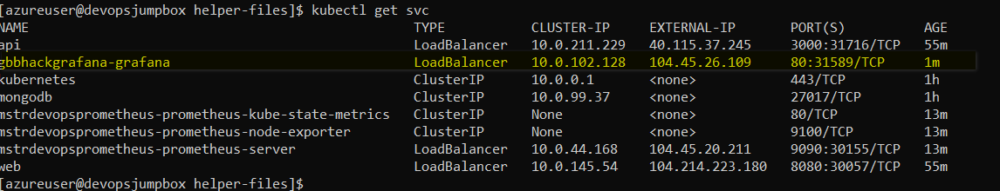 [azureuser@devopsjumpbox helper-files]$ kubectl get svc
NAME TYPE CLUSTER-IP EXTERNAL-IP PORT(S) AGE
api LoadBalancer 10.0.211.229 40.115.37.245 3000:31716/TCP 55m
gbbhackgrafana-grafana LoadBalancer 10.0.102.128 104.45.26.109 80:31589/TCP 1m
kubernetes ClusterIP 10.0.0.1 <none> 443/TCP 1h
mongodb ClusterIP 10.0.99.37 <none> 27017/TCP 1h
mstrdevopsprometheus-prometheus-kube-state-metrics ClusterIP None <none> 80/TCP 13m
mstrdevopsprometheus-prometheus-node-exporter ClusterIP None <none> 9100/TCP 13m
mstrdevopsprometheus-prometheus-server LoadBalancer 10.0.44.168 104.45.20.211 9090:30155/TCP 13m
web LoadBalancer 10.0.145.54 104.214.223.180 8080:30057/TCP 55m
[azureuser@devopsjumpbox helper-files]$